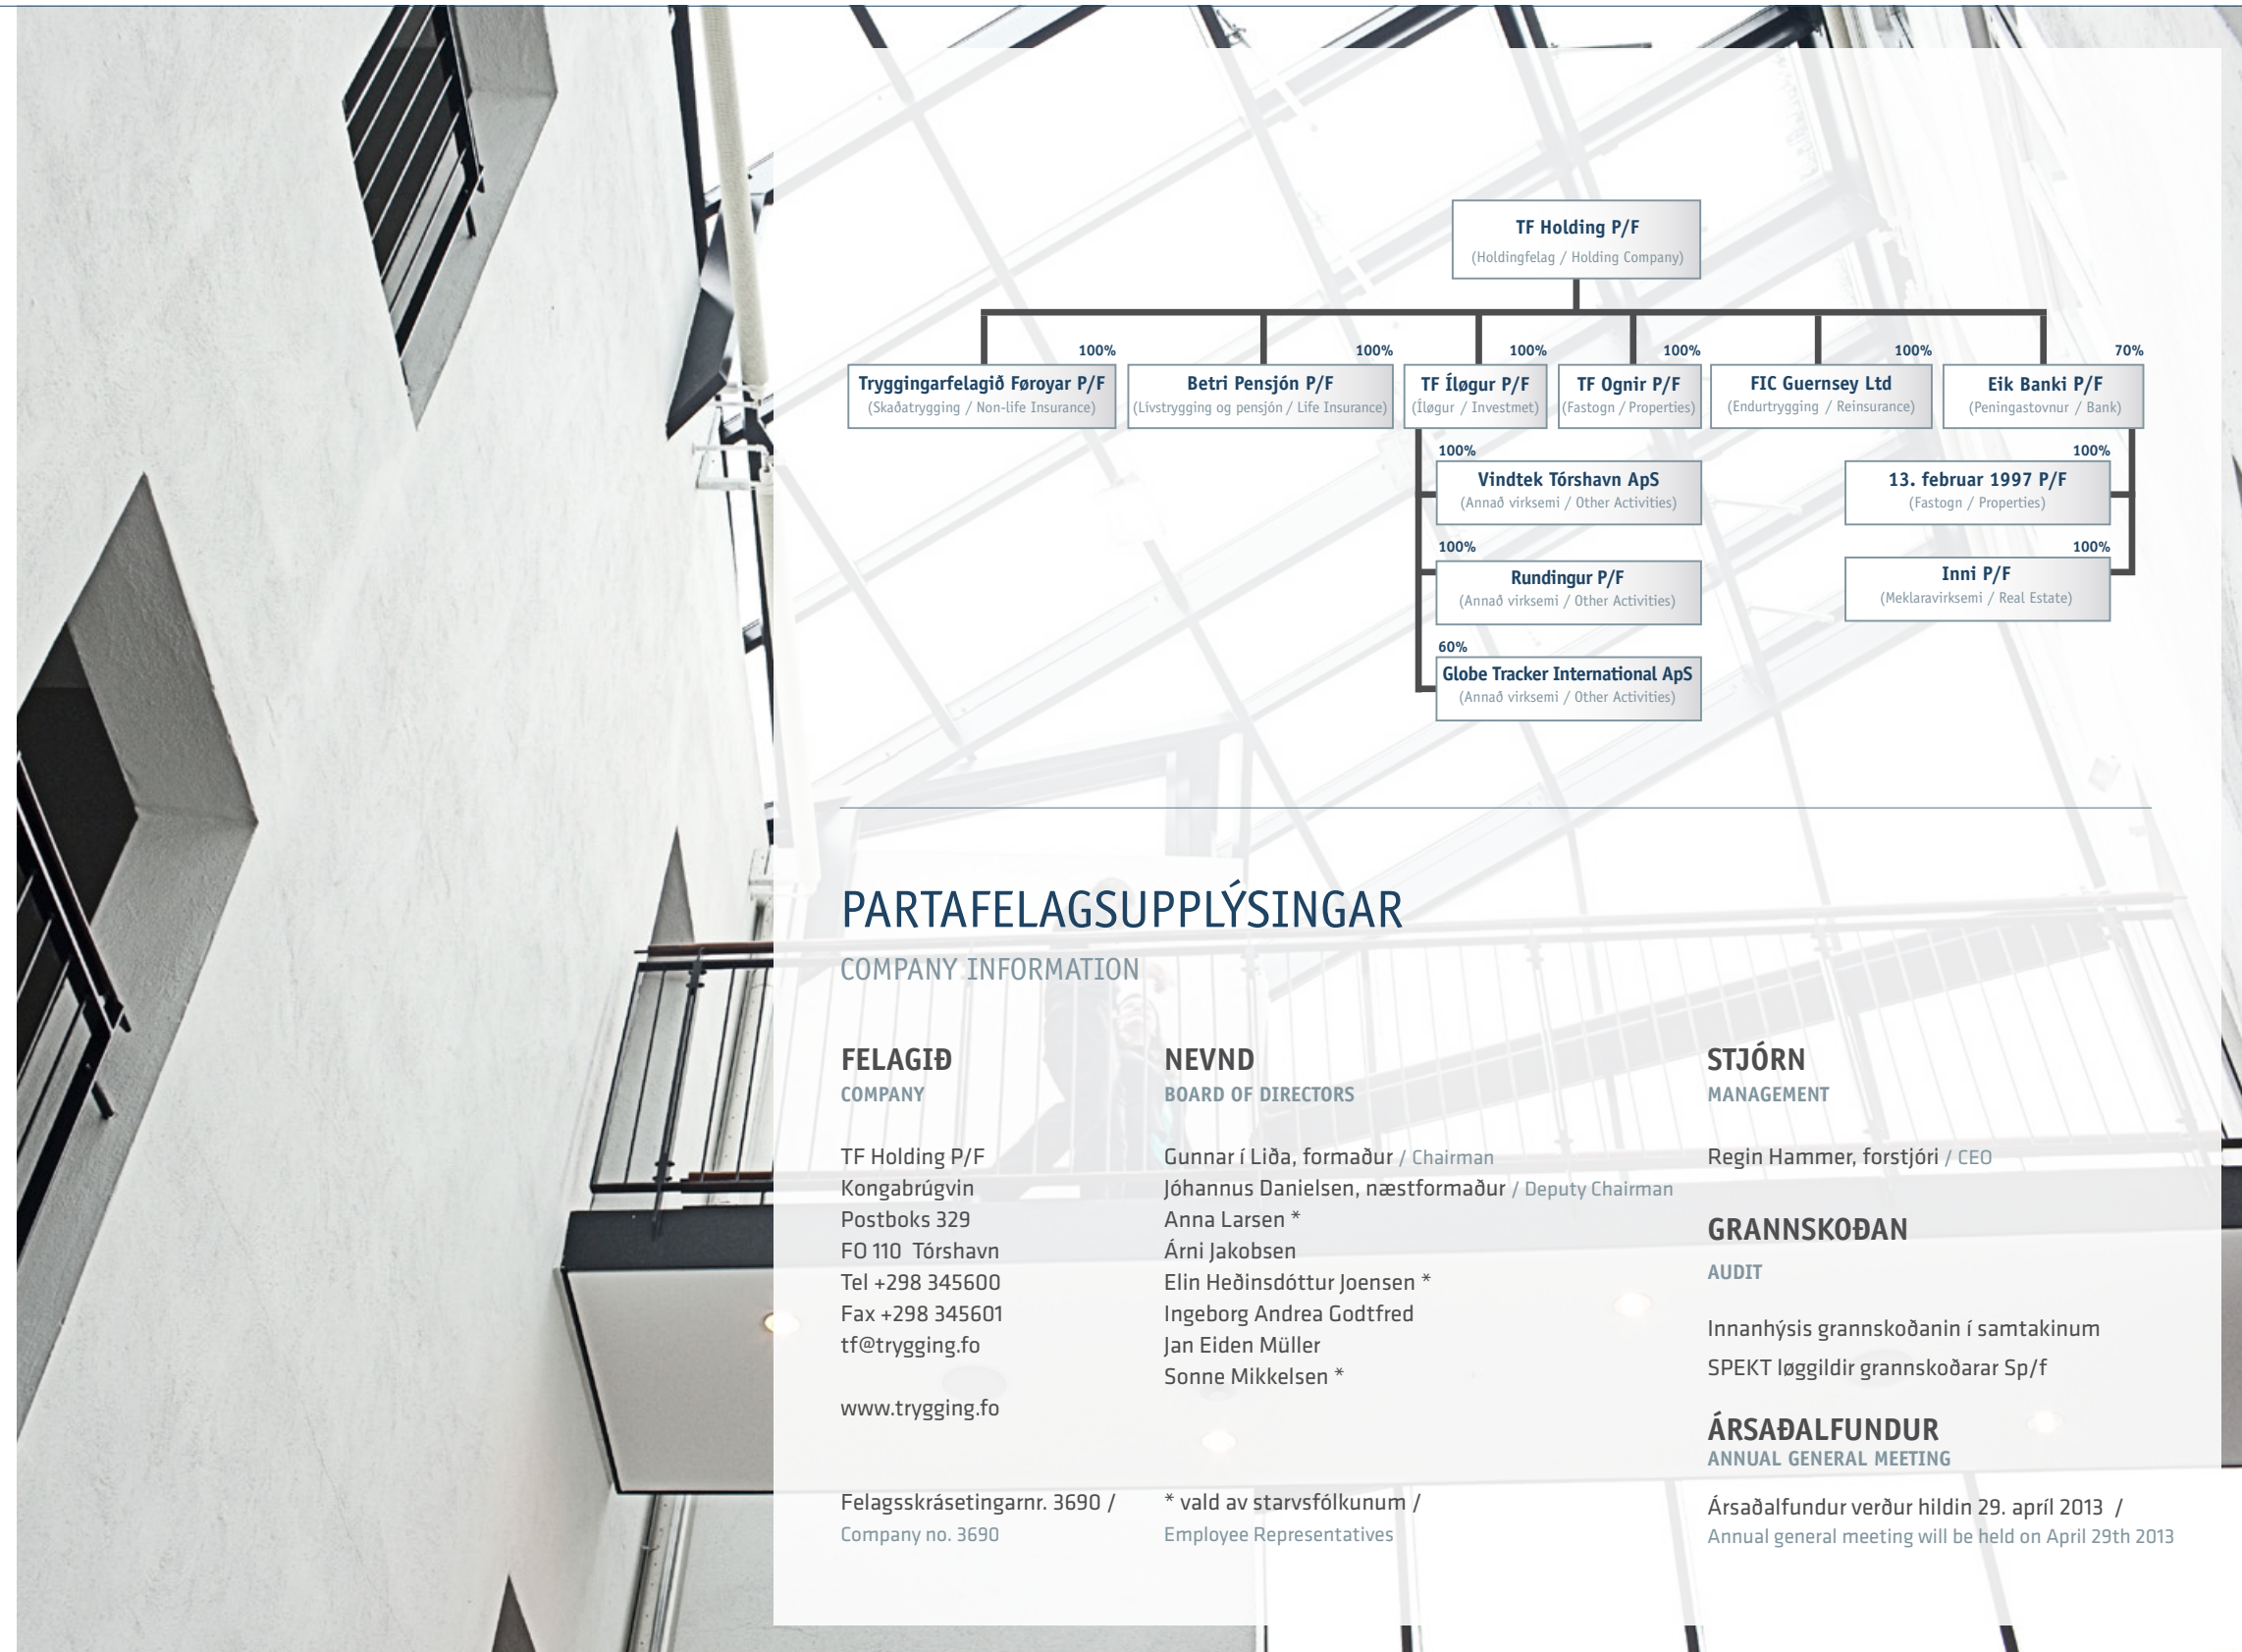 TF Holding P/F
(Holdingfelag / Holding Company)
100%
Tryggingarfelagið Føroyar P/F
(Skaðatrygging / Non-life Insurance)
100%
Betri Pensjón P/F
(Lívstrygging og pensjón / Life Insurance)
100%
TF Íløgur P/F
(Íløgur / Investmet)
100%
TF Ognir P/F
(Fastogn / Properties)
100%
FIC Guernsey Ltd
(Endurtrygging / Reinsurance)
70%
Eik Banki P/F
(Peningastovnur / Bank)
100%
Vindtek Tórshavn ApS
(Annað virksemi / Other Activities)
100%
Rundingur P/F
(Annað virksemi / Other Activities)
60%
Globe Tracker International ApS
(Annað virksemi / Other Activities)
100%
13. februar 1997 P/F
(Fastogn / Properties)
100%
Inni P/F
(Meklaravirksemi / Real Estate)
PARTAFELAGSUPPLÝSINGAR
COMPANY INFORMATION
FELAGIÐ
COMPANY
TF Holding P/F
Kongabrúgvin
Postboks 329
FO 110 Tórshavn
Tel +298 345600
Fax +298 345601
tf@trygging.fo
www.trygging.fo
Felagsskrásetingarnr. 3690 /
Company no. 3690
NEVND
BOARD OF DIRECTORS
Gunnar í Liða, formaður / Chairman
Jóhannus Danielsen, næstformaður / Deputy Chairman
Anna Larsen *
Árni Jakobsen
Elin Heðinsdóttur Joensen *
Ingeborg Andrea Godtfred
Jan Eiden Müller
Sonne Mikkelsen *
* vald av starvsfólkunum /
Employee Representatives
STJÓRN
MANAGEMENT
Regin Hammer, forstjóri / CEO
GRANNSKOÐAN
AUDIT
Innanhýsis grannskoðanin í samtakinum
SPEKT løggildir grannskoðarar Sp/f
ÁRSAÐALFUNDUR
ANNUAL GENERAL MEETING
Ársaðalfundur verður hildin 29. apríl 2013 /
Annual general meeting will be held on April 29th 2013